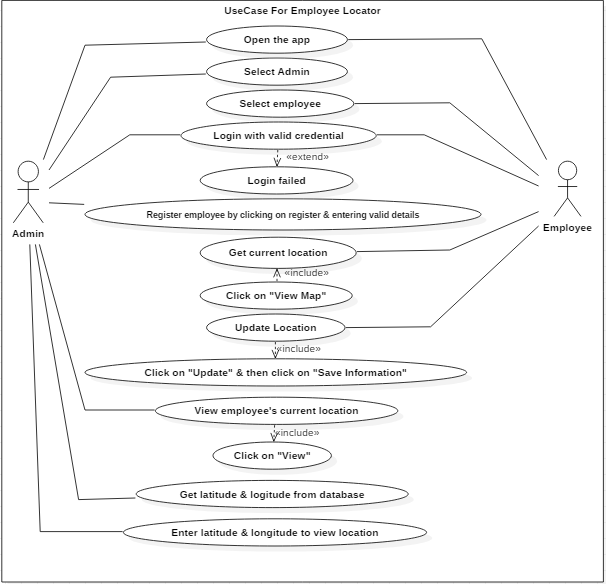 UseCase For Employee Locator
Open the app
Select Admin
Select employee
Login with valid credential
«extend»
Login failed
Register employee by clicking on register & entering valid details
Admin
Employee
Get current location
«include»
Click on "View Map"
Update Location
«include»
Click on "Update" & then click on "Save Information"
View employee's current location
«include»
Click on "View"
Get latitude & logitude from database
Enter latitude & longitude to view location